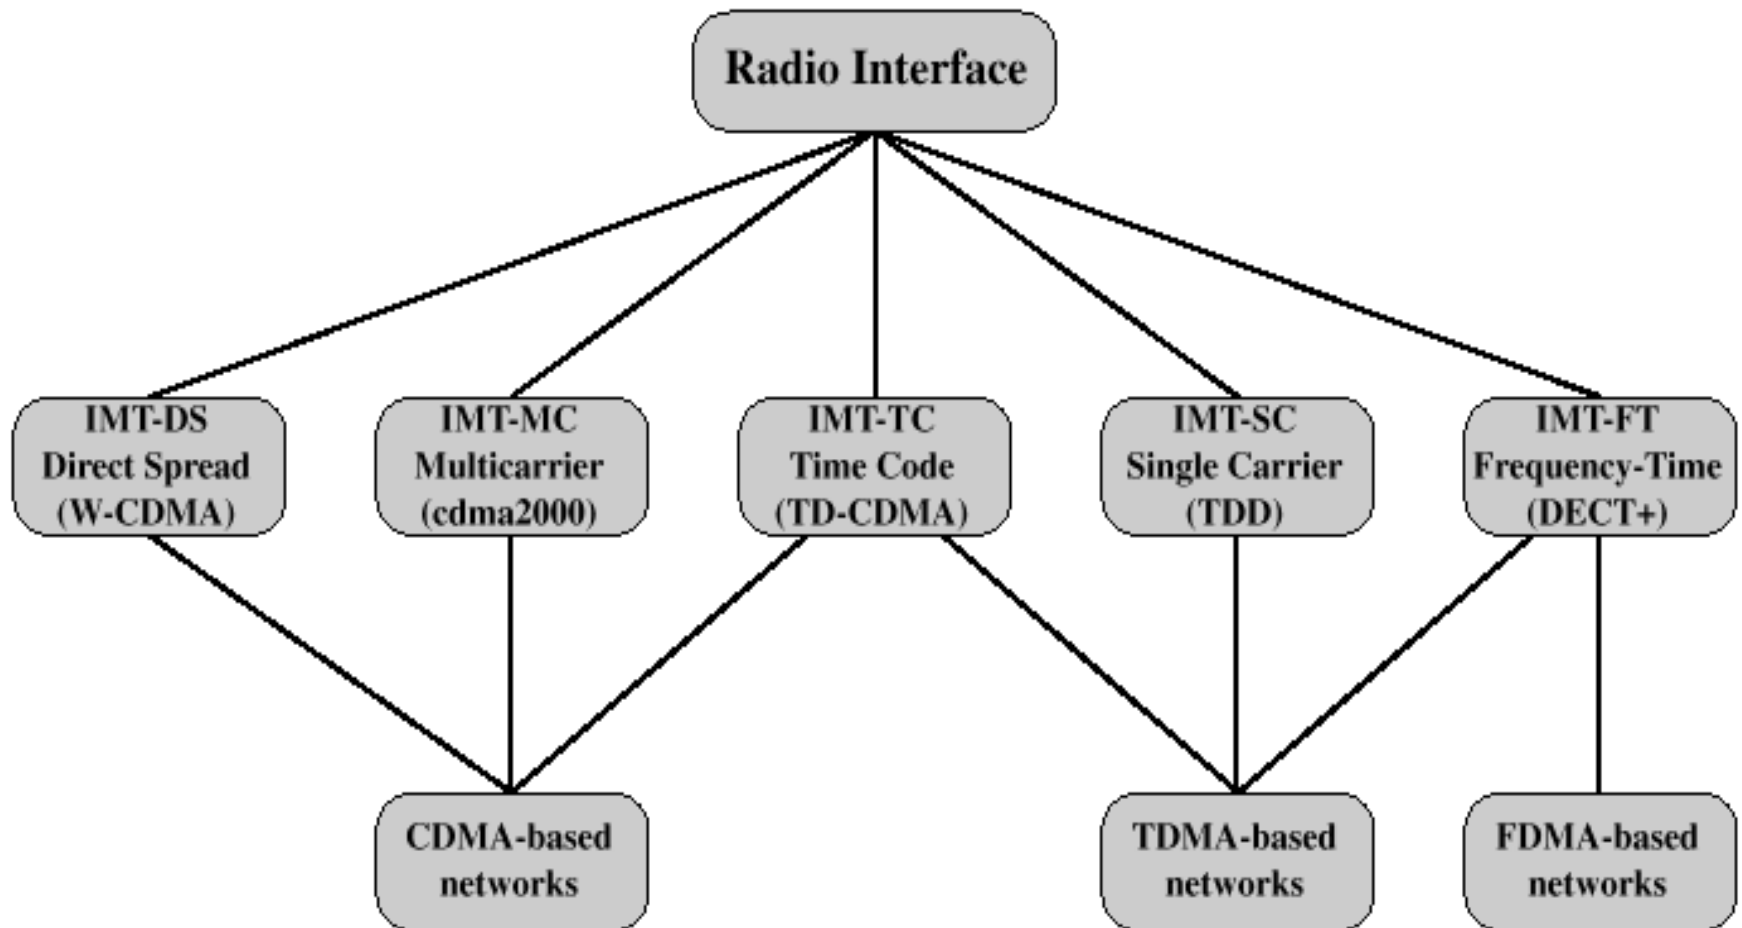 Radio Interface
IMT-DS
Direct Spread
(W-CDMA)
IMT-MC
Multicarrier
(cdma2000)
IMT-TC
Time Code
(TD-CDMA)
IMT-SC
Single Carrier
(TDD)
IMT-FT
Frequency-Time
(DECT+)
CDMA-based
networks
TDMA-based
networks
FDMA-based
networks